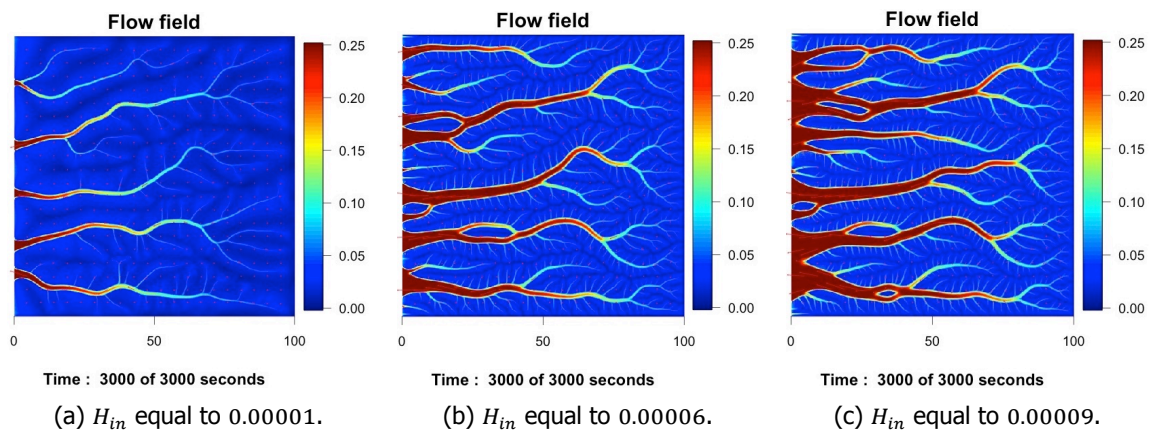 Flow field
0.25
0.20
0.15
0.10
0.05
0.00
0 50 100
Time : 3000 of 3000 seconds
(a) H_in equal to 0.00001.
Flow field
0.25
0.20
0.15
0.10
0.05
0.00
0 50 100
Time : 3000 of 3000 seconds
(b) H_in equal to 0.00006.
Flow field
0.25
0.20
0.15
0.10
0.05
0.00
0 50 100
Time : 3000 of 3000 seconds
(c) H_in equal to 0.00009.